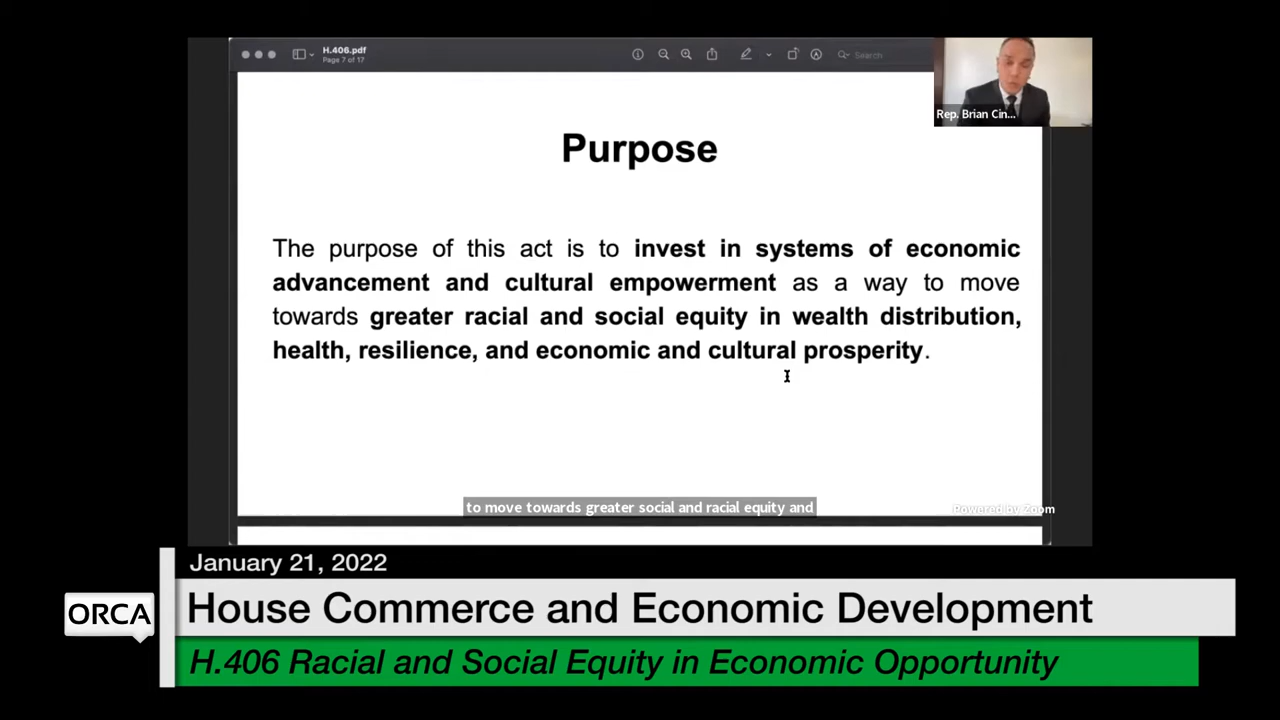 H.406.pdf
Page 7 of 17
Search
Rep. Brian Cin...
Purpose
The purpose of this act is to invest in systems of economic
advancement and cultural empowerment as a way to move
towards greater racial and social equity in wealth distribution,
health, resilience, and economic and cultural prosperity.
to move towards greater social and racial equity and
Powered by Zoom
January 21, 2022
ORCA
House Commerce and Economic Development
H.406 Racial and Social Equity in Economic Opportunity